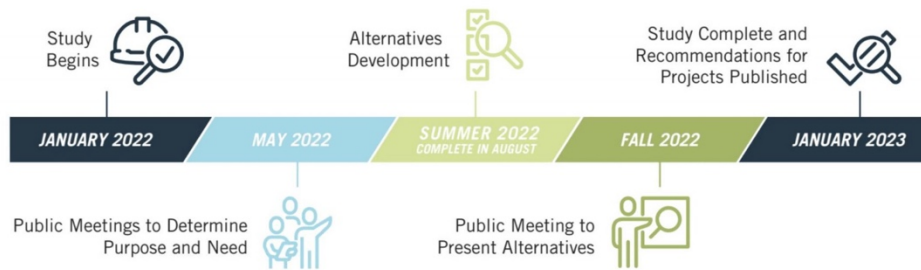 Study
Begins
Alternatives
Development
Study Complete and
Recommendations for
Projects Published
JANUARY 2022
MAY 2022
SUMMER 2022
COMPLETE IN AUGUST
FALL 2022
JANUARY 2023
Public Meetings to Determine
Purpose and Need
Public Meeting to
Present Alternatives